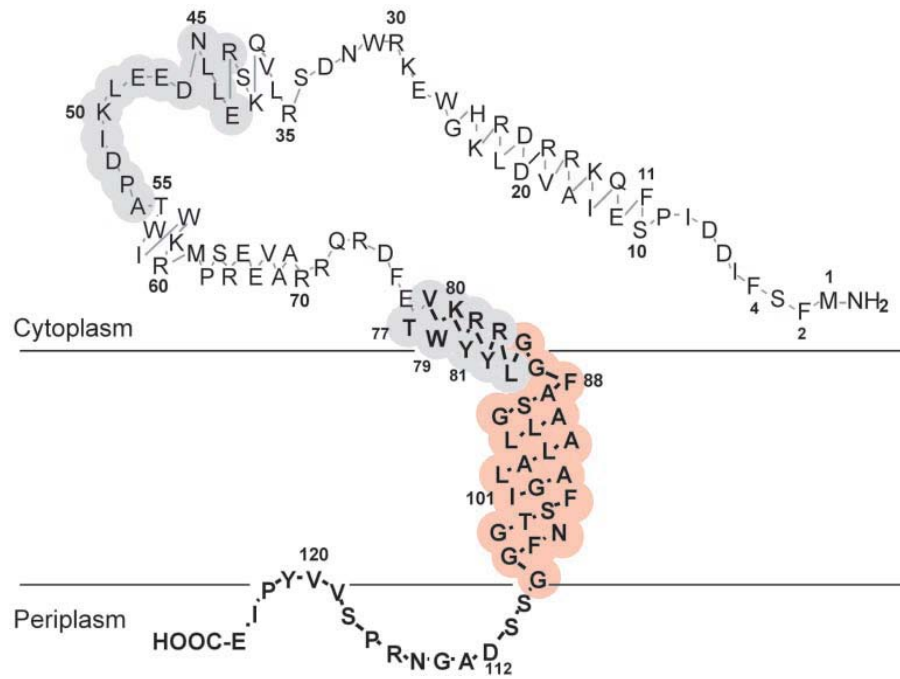 45 N R Q 30
L S V S D N W R
K L E E D L E K L R 35 K E W H R D R R K Q 11 F
50 G K L D 20 V A I E S 10 P I D D I F 4 S F 2 M 1 -NH2
I D P A 55 T W W
I K M S E V A Q R D F
R 60 P R E A R 70 R
E V 80 K R R G
77 T W 79 Y 81 Y L G
Cytoplasm
F 88
G S A
L L A
L A L A
101 I G A
G T S F
G F N
G
S
120
P Y V V
I S S
Periplasm
HOOC-E P R N G A D 112